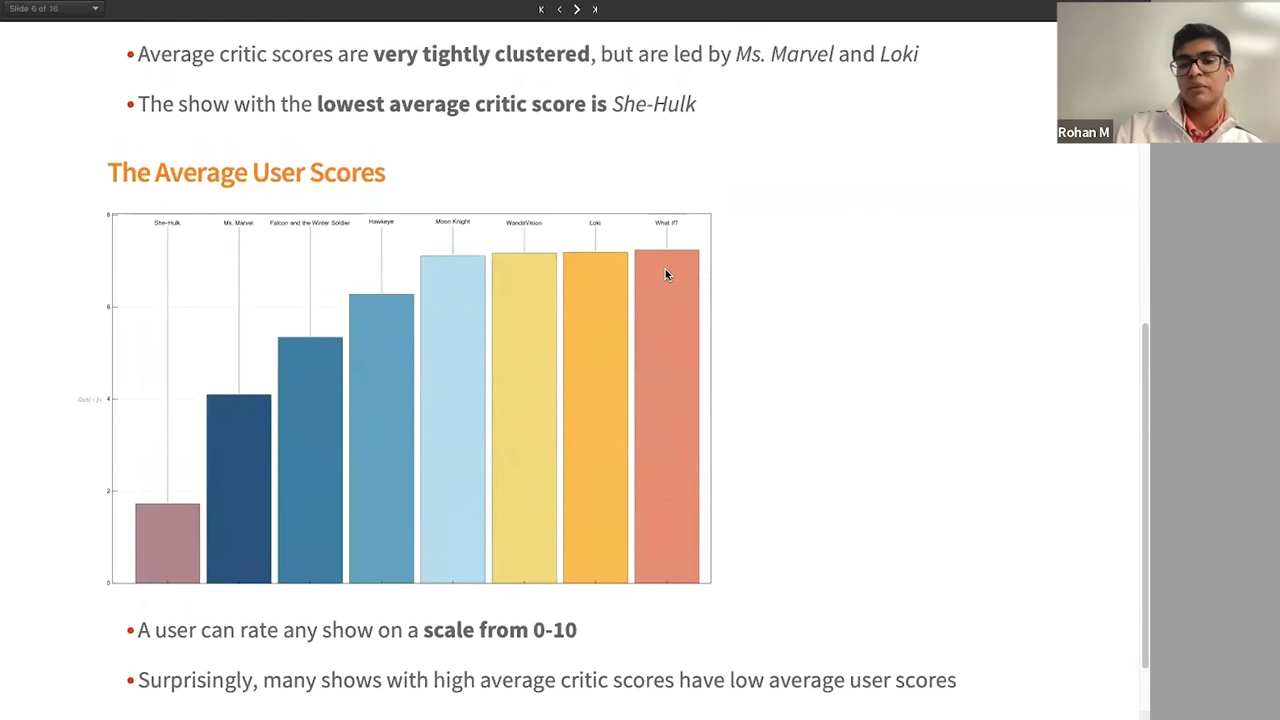 Slide 6 of 16
• Average critic scores are very tightly clustered, but are led by Ms. Marvel and Loki
Rohan M
• The show with the lowest average critic score is She-Hulk
The Average User Scores
8
She-Hulk Ms. Marvel Falcon and the Winter Soldier Hawkeye Moon Knight WandaVision Loki What If?
6
Out[•]=
4
2
0
• A user can rate any show on a scale from 0-10
• Surprisingly, many shows with high average critic scores have low average user scores